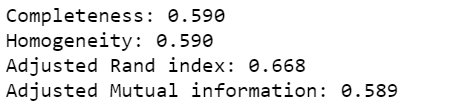 Completeness: 0.590
Homogeneity: 0.590
Adjusted Rand index: 0.668
Adjusted Mutual information: 0.589